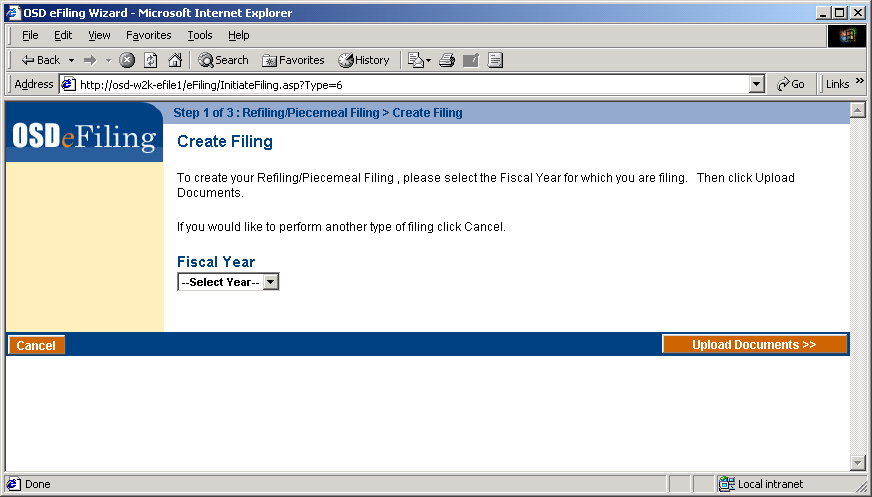 OSD eFiling Wizard - Microsoft Internet Explorer
File Edit View Favorites Tools Help
Back Search Favorites History
Address http://osd-w2k-efile1/eFiling/InitiateFiling.asp?Type=6 Go Links »
OSD eFiling
Step 1 of 3 : Refiling/Piecemeal Filing > Create Filing
Create Filing
To create your Refiling/Piecemeal Filing , please select the Fiscal Year for which you are filing. Then click Upload
Documents.
If you would like to perform another type of filing click Cancel.
Fiscal Year
--Select Year--
Cancel Upload Documents >>
Done Local intranet